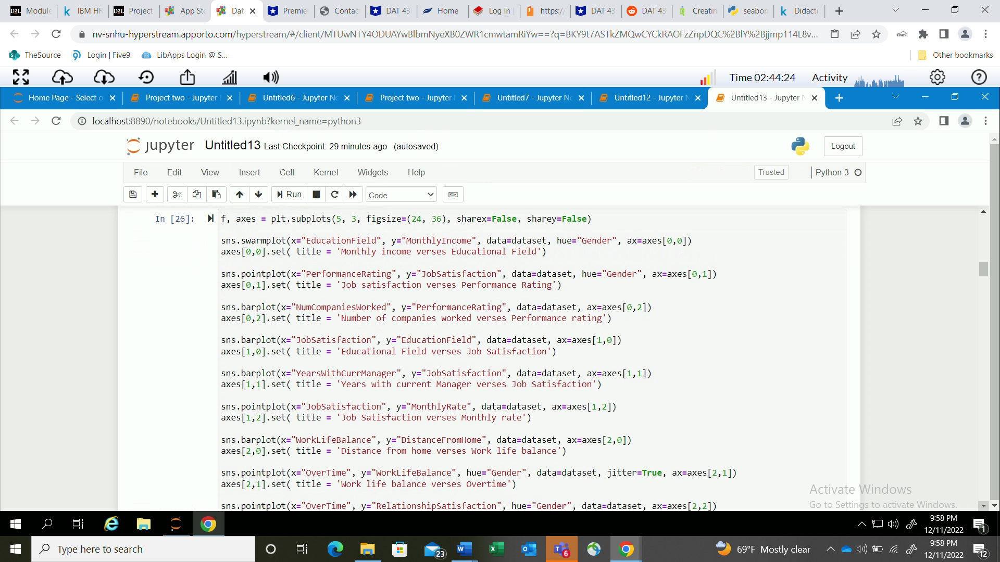 D2L Module
k IBM HR
D2L Project
App Sto
Dat
Premie
Contac
DAT 43
Home
Log In
https:/
DAT 43
DAT 43
Creatin
seabor
k Didacti
nv-snhu-hyperstream.apporto.com/hyperstream/#/client/MTUwNTY4ODUAYwBlbmNyeXB0ZWR1cmwtamRiYw==?q=BKY9t7ASTkZMQwCYCkRAOFzZnpDQC%2BlY%2Bjjmp114L8v...
TheSource
Login | Five9
LibApps Login @ S...
Other bookmarks
Time 02:44:24 Activity
Home Page - Select o
Project two - Jupyter
Untitled6 - Jupyter No
Project two - Jupyter N
Untitled7 - Jupyter No
Untitled12 - Jupyter N
Untitled13 - Jupyter N
localhost:8890/notebooks/Untitled13.ipynb?kernel_name=python3
jupyter Untitled13 Last Checkpoint: 29 minutes ago (autosaved)
Logout
File Edit View Insert Cell Kernel Widgets Help
Trusted
Python 3
Run
Code
In [26]:
f, axes = plt.subplots(5, 3, figsize=(24, 36), sharex=False, sharey=False)
sns.swarmplot(x="EducationField", y="MonthlyIncome", data=dataset, hue="Gender", ax=axes[0,0])
axes[0,0].set( title = 'Monthly income verses Educational Field')
sns.pointplot(x="PerformanceRating", y="JobSatisfaction", data=dataset, hue="Gender", ax=axes[0,1])
axes[0,1].set( title = 'Job satisfaction verses Performance Rating')
sns.barplot(x="NumCompaniesWorked", y="PerformanceRating", data=dataset, ax=axes[0,2])
axes[0,2].set( title = 'Number of companies worked verses Performance rating')
sns.barplot(x="JobSatisfaction", y="EducationField", data=dataset, ax=axes[1,0])
axes[1,0].set( title = 'Educational Field verses Job Satisfaction')
sns.barplot(x="YearsWithCurrManager", y="JobSatisfaction", data=dataset, ax=axes[1,1])
axes[1,1].set( title = 'Years with current Manager verses Job Satisfaction')
sns.pointplot(x="JobSatisfaction", y="MonthlyRate", data=dataset, ax=axes[1,2])
axes[1,2].set( title = 'Job Satisfaction verses Monthly rate')
sns.barplot(x="WorkLifeBalance", y="DistanceFromHome", data=dataset, ax=axes[2,0])
axes[2,0].set( title = 'Distance from home verses Work life balance')
sns.pointplot(x="OverTime", y="WorkLifeBalance", hue="Gender", data=dataset, jitter=True, ax=axes[2,1])
axes[2,1].set( title = 'Work life balance verses Overtime')
sns.pointplot(x="OverTime", y="RelationshipSatisfaction", hue="Gender", data=dataset, ax=axes[2,2])
Activate Windows
Go to Settings to activate Windows.
9:58 PM
12/11/2022
1
Type here to search
23
6
69°F Mostly clear
9:58 PM
12/11/2022
12